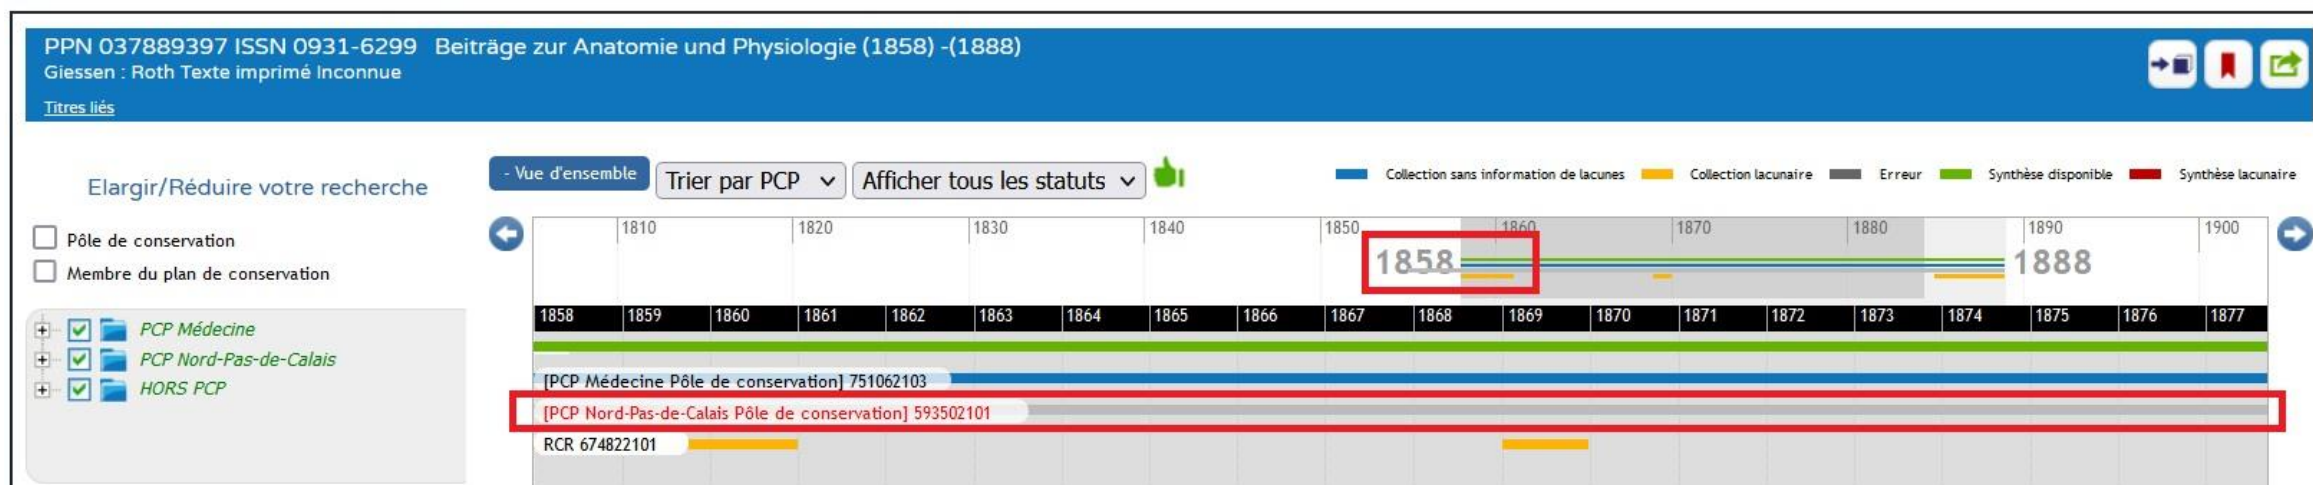 PPN 037889397 ISSN 0931-6299 Beiträge zur Anatomie und Physiologie (1858) -(1888)
Giessen : Roth Texte imprimé Inconnue
Titres liés
Elargir/Réduire votre recherche
Pôle de conservation
Membre du plan de conservation
PCP Médecine
PCP Nord-Pas-de-Calais
HORS PCP
- Vue d'ensemble Trier par PCP Afficher tous les statuts
Collection sans information de lacunes Collection lacunaire Erreur Synthèse disponible Synthèse lacunaire
1810 1820 1830 1840 1850 1860 1870 1880 1890 1900
1858 1888
1858 1859 1860 1861 1862 1863 1864 1865 1866 1867 1868 1869 1870 1871 1872 1873 1874 1875 1876 1877
[PCP Médecine Pôle de conservation] 751062103
[PCP Nord-Pas-de-Calais Pôle de conservation] 593502101
RCR 674822101